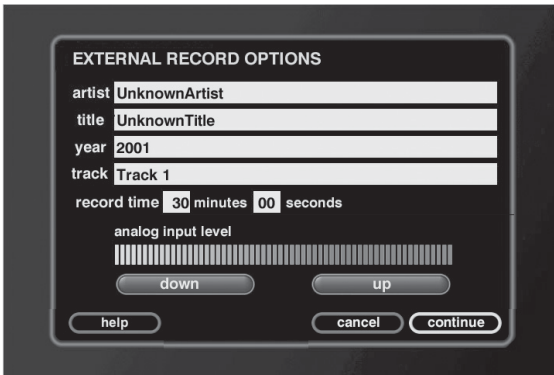 EXTERNAL RECORD OPTIONS
artist UnknownArtist
title UnknownTitle
year 2001
track Track 1
record time 30 minutes 00 seconds
analog input level
down up
help cancel continue